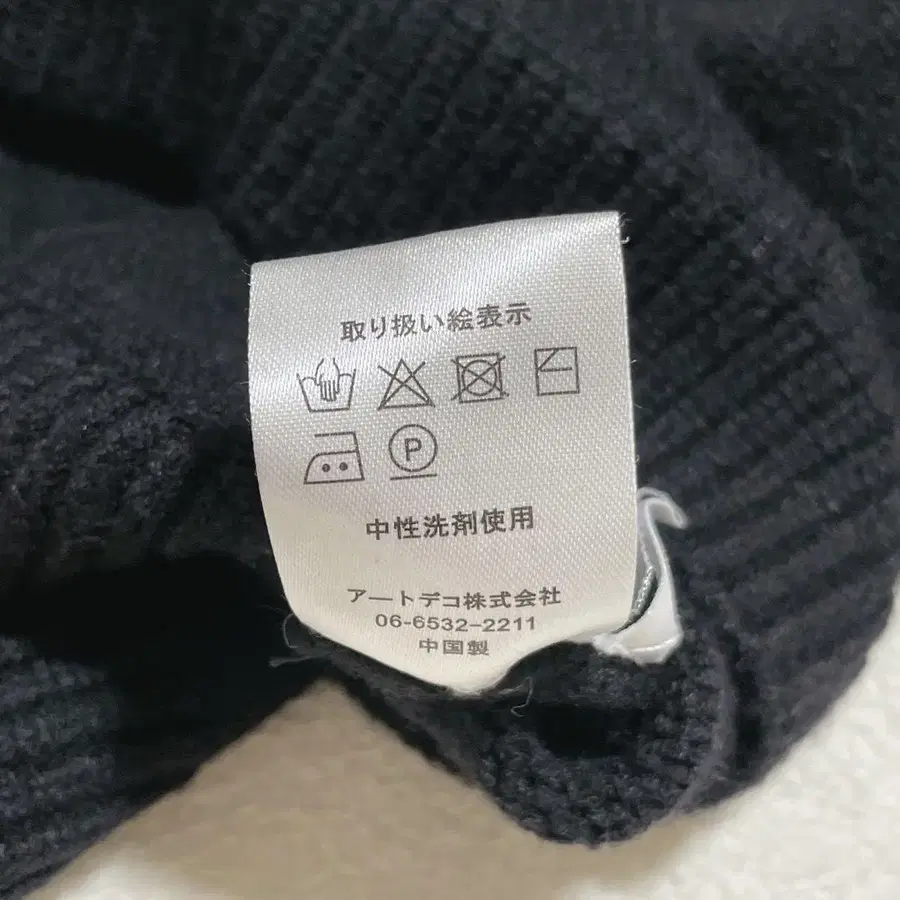 取り扱い絵表示
P
中性洗剤使用
アートデコ株式会社
06-6532-2211
中国製